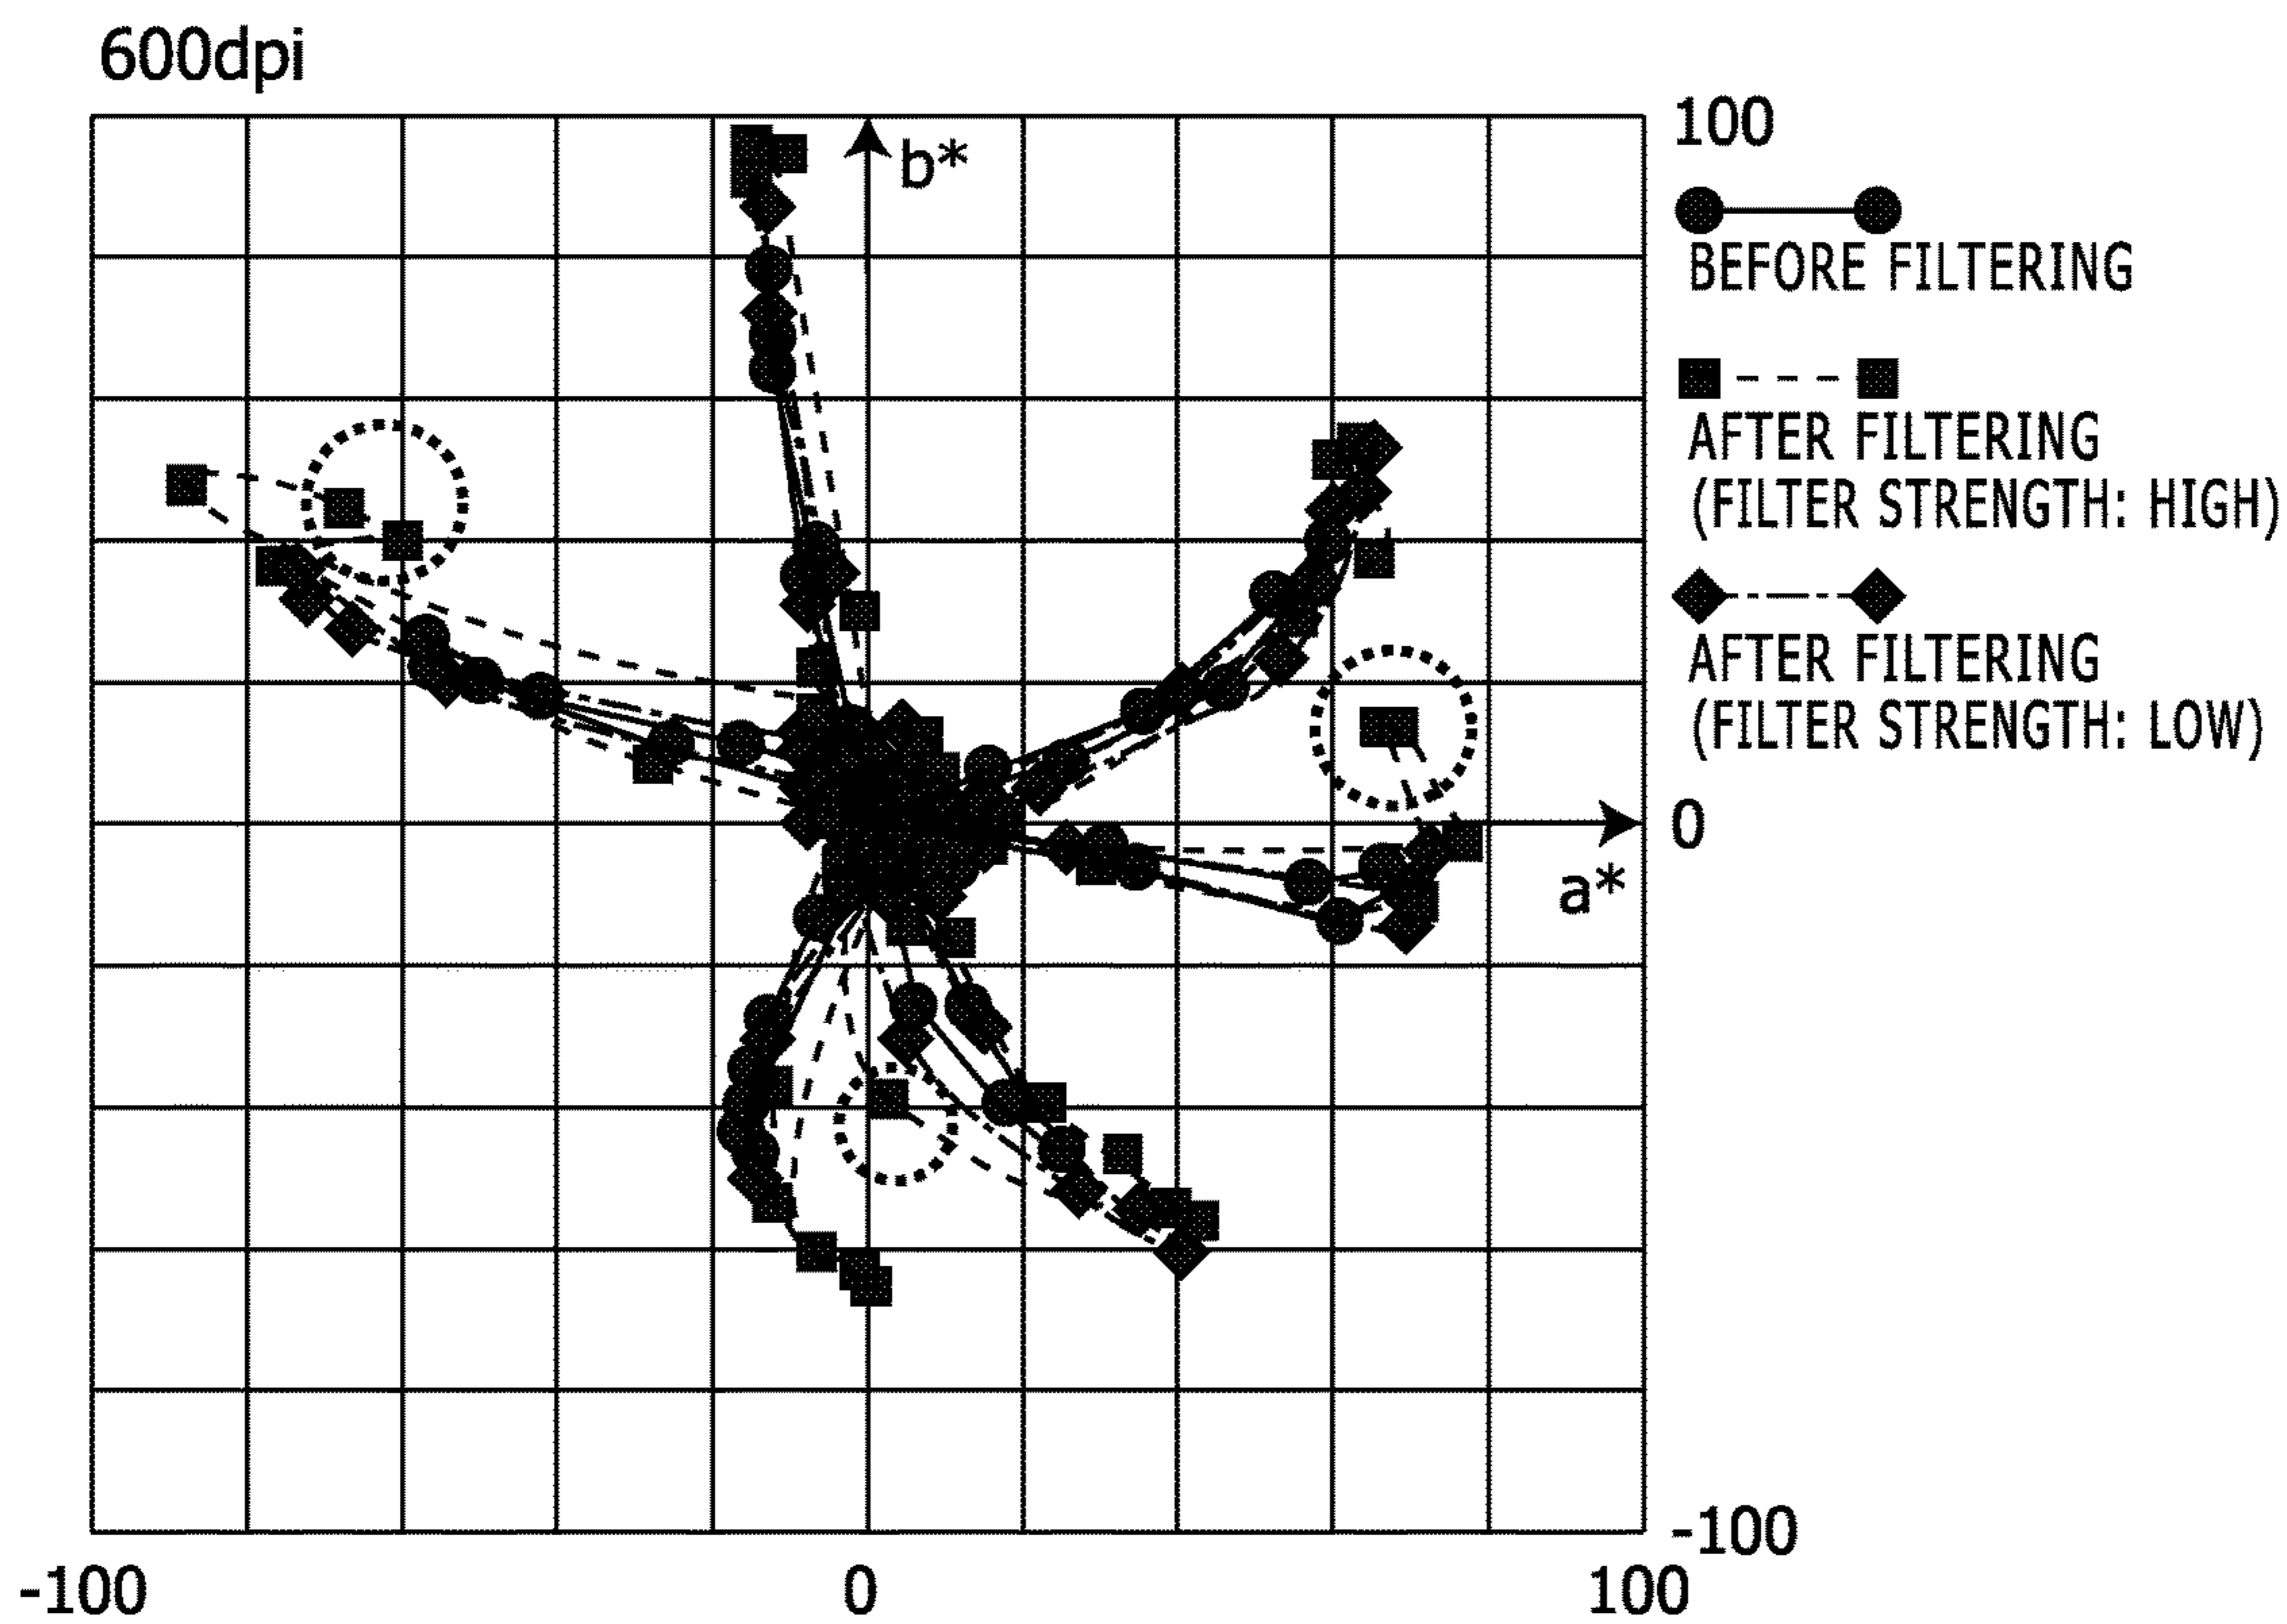 600dpi
100
b*
BEFORE FILTERING
AFTER FILTERING
(FILTER STRENGTH: HIGH)
AFTER FILTERING
(FILTER STRENGTH: LOW)
0
a*
-100
-100
0
100